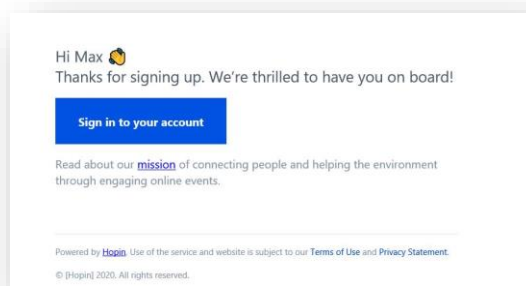 Hi Max 👋
Thanks for signing up. We're thrilled to have you on board!
Sign in to your account
Read about our mission of connecting people and helping the environment
through engaging online events.
Powered by Hopin. Use of the service and website is subject to our Terms of Use and Privacy Statement.
© [Hopin] 2020. All rights reserved.